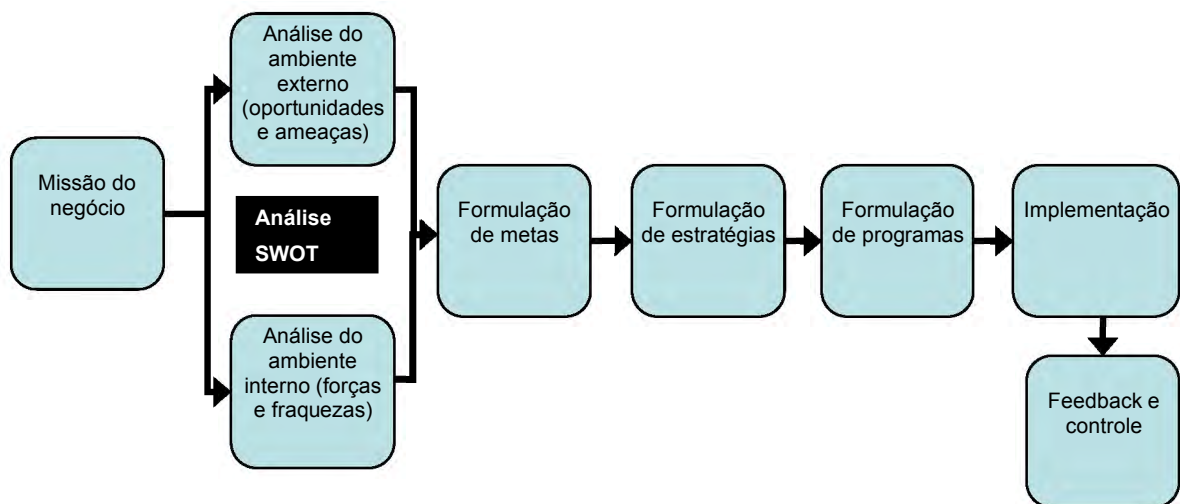 Missão do
negócio
Análise do
ambiente
externo
(oportunidades
e ameaças)
Análise
SWOT
Análise do
ambiente
interno (forças
e fraquezas)
Formulação
de metas
Formulação
de estratégias
Formulação
de programas
Implementação
Feedback e
controle